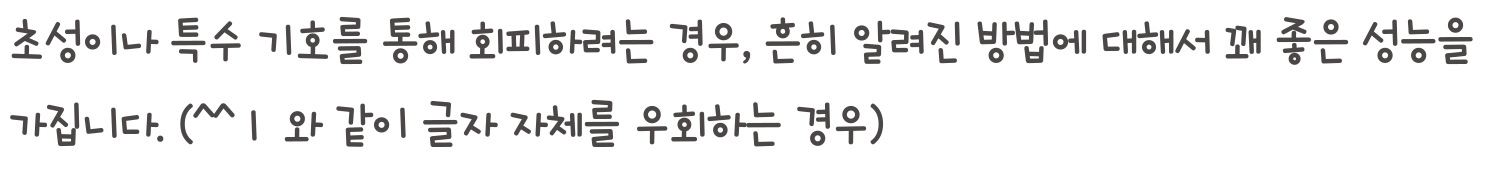 초성이나 특수 기호를 통해 회피하려는 경우, 흔히 알려진 방법에 대해서 꽤 좋은 성능을
가집니다. (^^ㅣ 와 같이 글자 자체를 우회하는 경우)